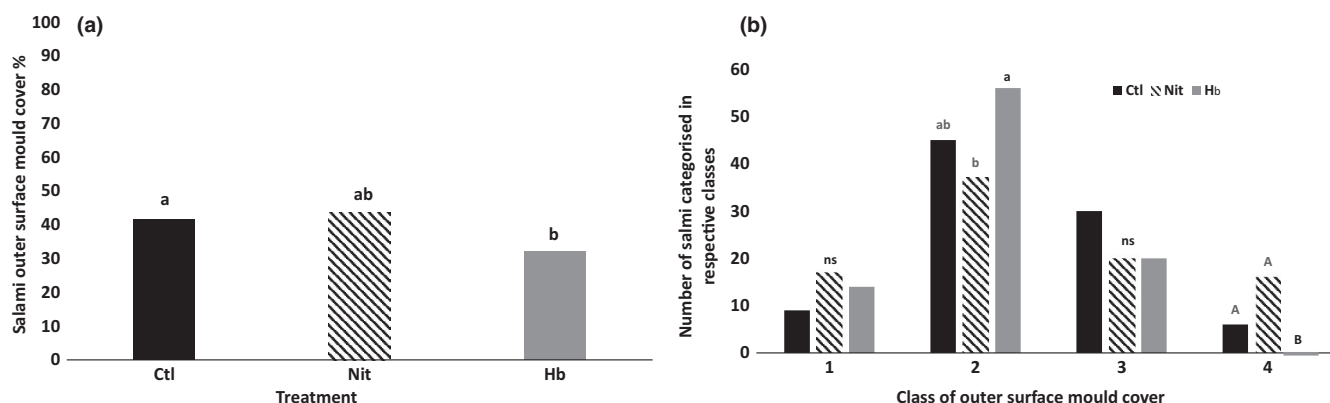 (a)
Salami outer surface mould cover %
100
90
80
70
60
50
40
30
20
10
0
a
ab
b
Ctl
Nit
Hb
Treatment
(b)
Number of salmi categorised in
respective classes
60
50
40
30
20
10
0
Ctl Nit Hb
ns
ab
b
a
ns
A
A
B
1
2
3
4
Class of outer surface mould cover